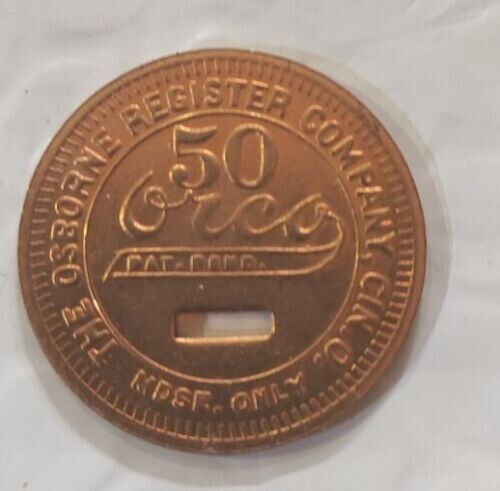 THE OSBORNE REGISTER COMPANY, CIN. O.
50
Orco
PAT. PEND.
MDSE. ONLY